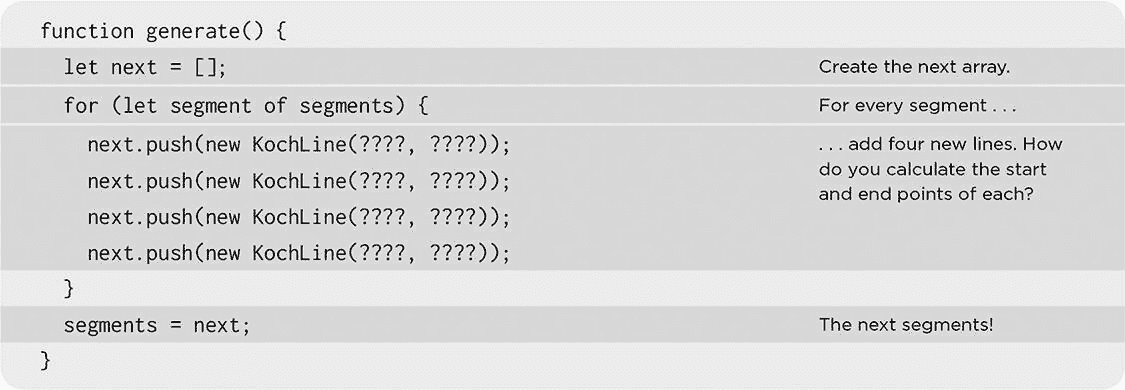 function generate() {
let next = [];
Create the next array.
for (let segment of segments) {
For every segment . . .
next.push(new KochLine(????, ????));
next.push(new KochLine(????, ????));
next.push(new KochLine(????, ????));
next.push(new KochLine(????, ????));
. . . add four new lines. How
do you calculate the start
and end points of each?
}
segments = next;
The next segments!
}